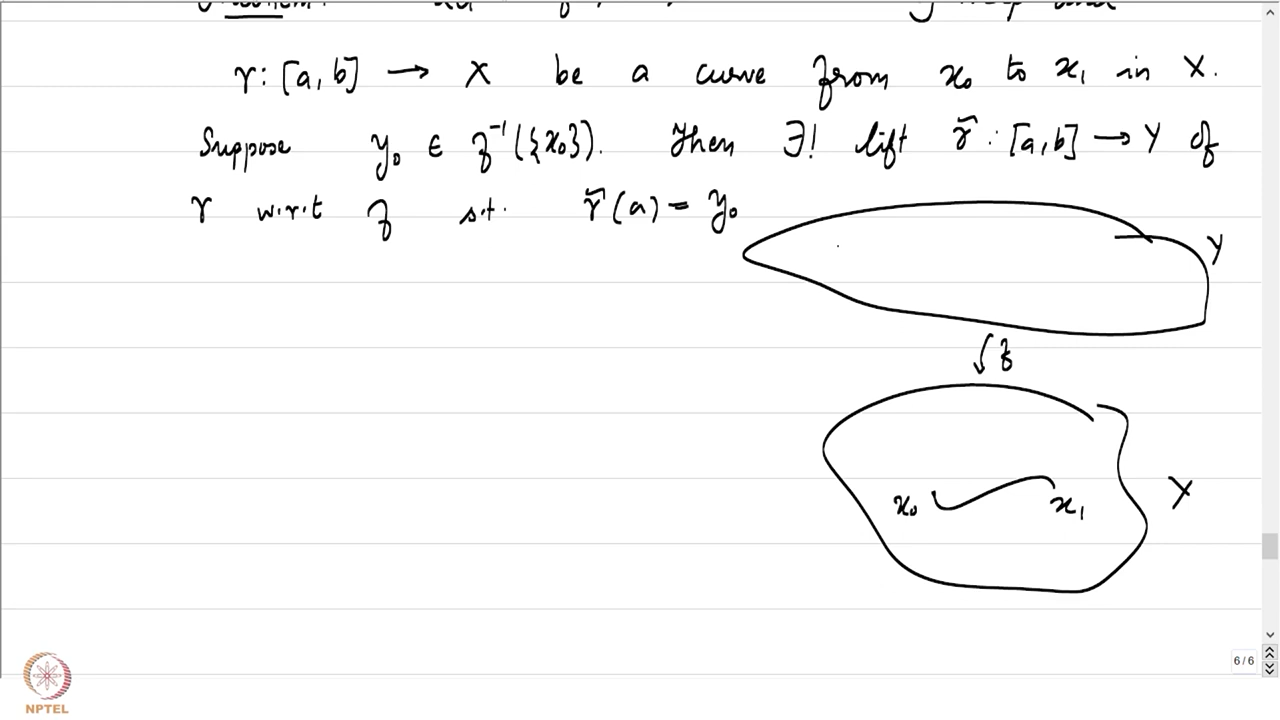 γ : [a, b] → X be a curve from x₀ to x₁ in X.
Suppose y₀ ∈ f⁻¹({x₀}). Then ∃! lift γ̃ : [a, b] → Y of
γ w.r.t f s.t. γ̃(a) = y₀
Y
↓ f
x₀ x₁ X
6 / 6
NPTEL